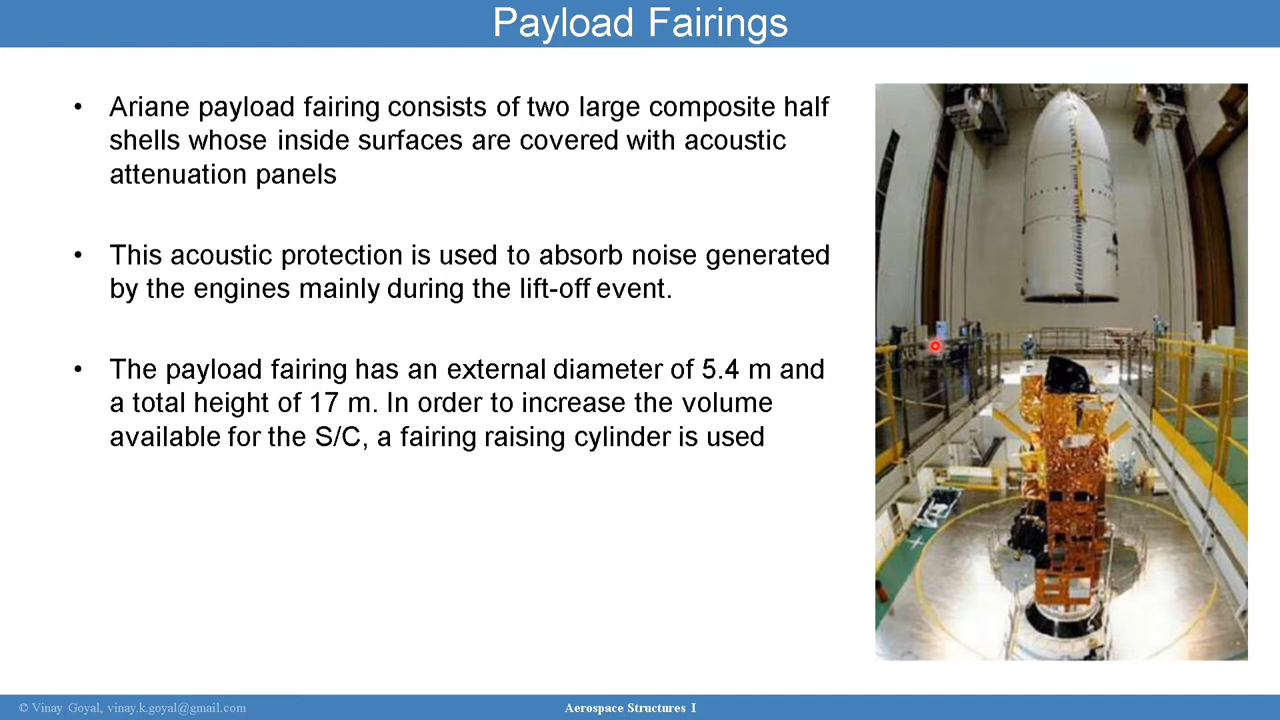 Payload Fairings
• Ariane payload fairing consists of two large composite half
shells whose inside surfaces are covered with acoustic
attenuation panels
• This acoustic protection is used to absorb noise generated
by the engines mainly during the lift-off event.
• The payload fairing has an external diameter of 5.4 m and
a total height of 17 m. In order to increase the volume
available for the S/C, a fairing raising cylinder is used
© Vinay Goyal, vinay.k.goyal@gmail.com
Aerospace Structures I